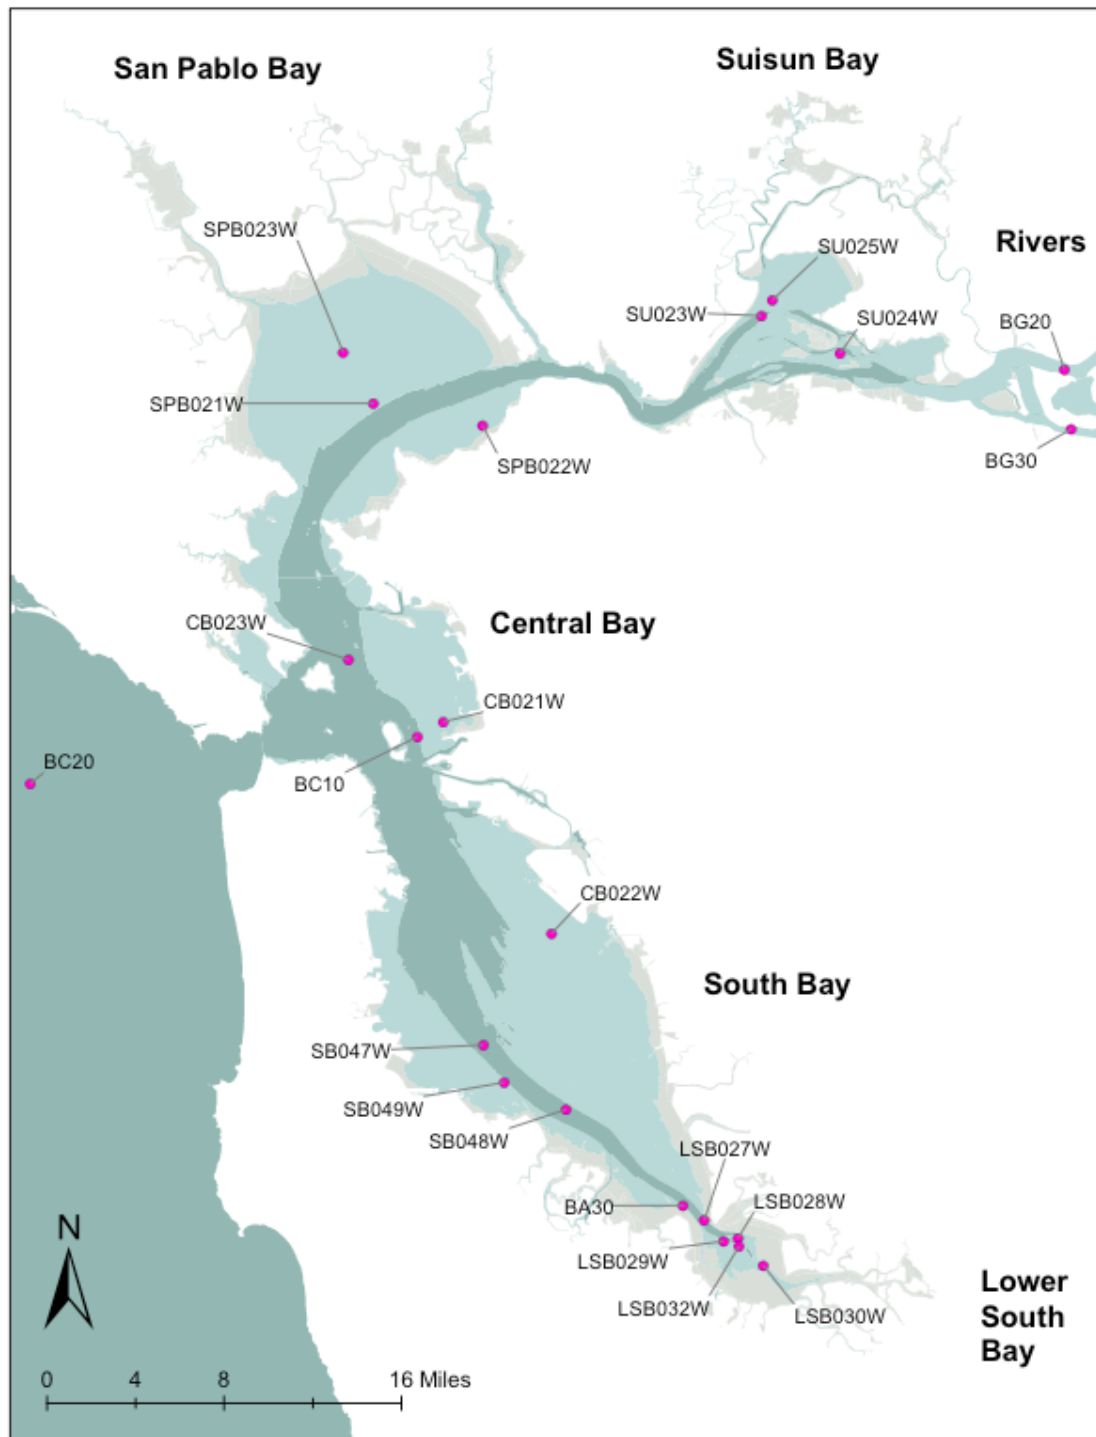 San Pablo Bay
Suisun Bay
SPB023W
SU025W
Rivers
SU023W
SU024W
BG20
SPB021W
SPB022W
BG30
CB023W
Central Bay
CB021W
BC20
BC10
CB022W
South Bay
SB047W
SB049W
SB048W
LSB027W
BA30
LSB028W
LSB029W
LSB032W
LSB030W
Lower
South
Bay
N
0 4 8 16 Miles